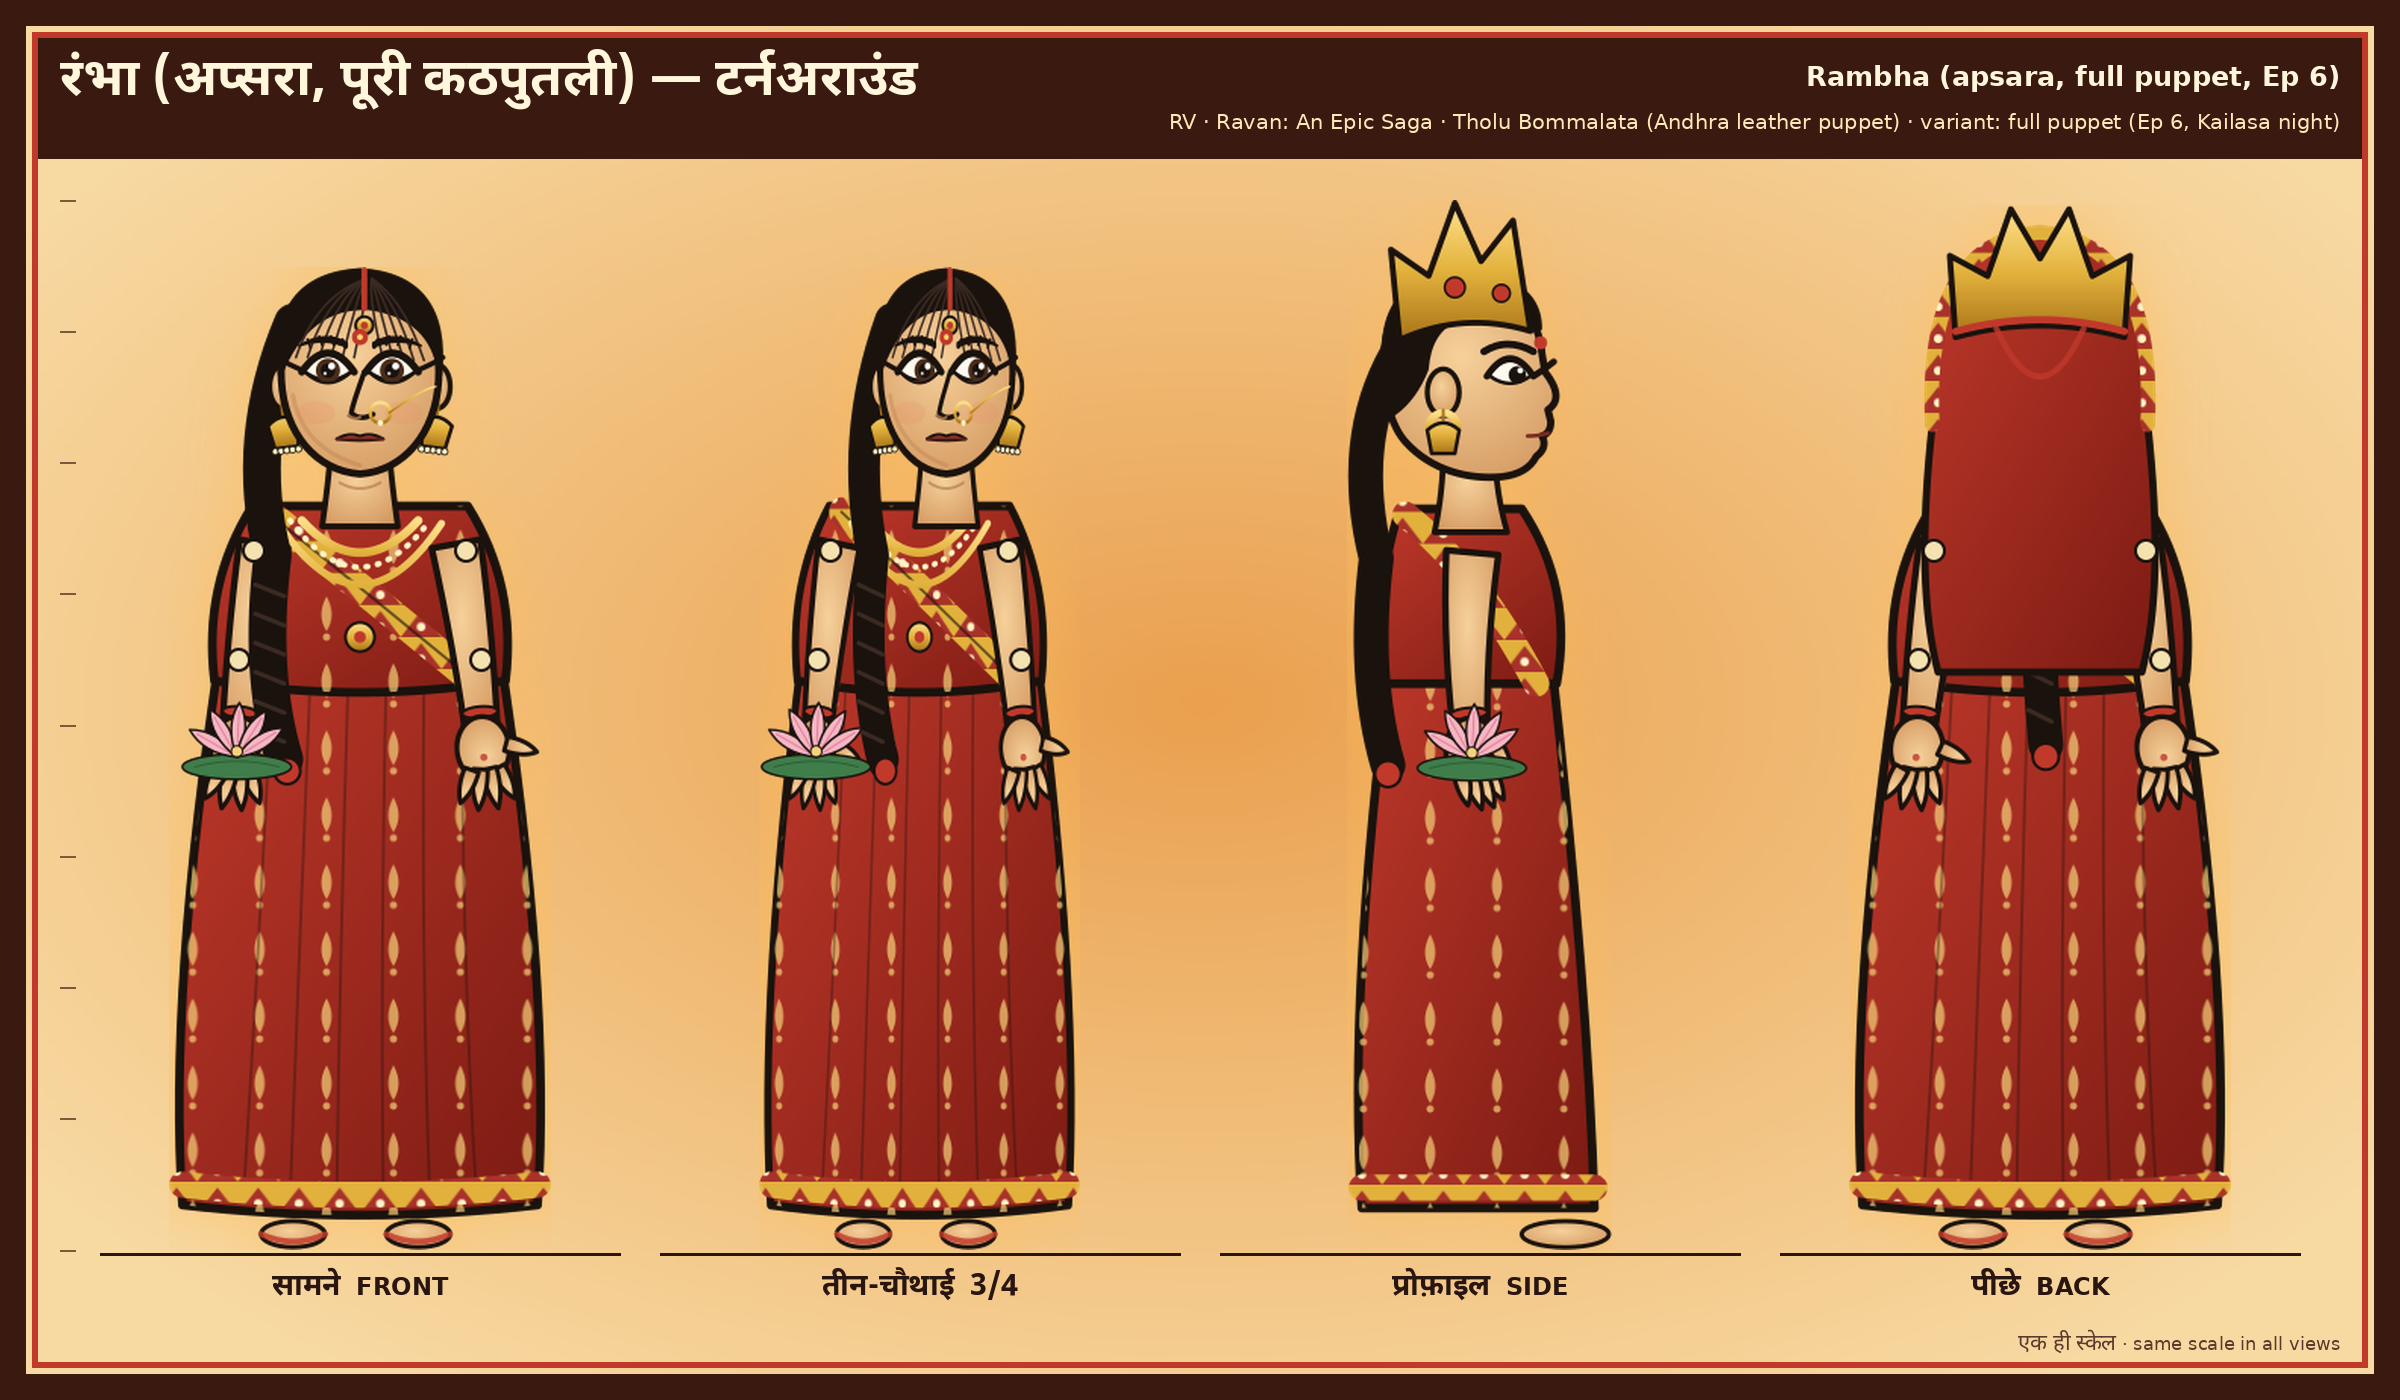 रंभा (अप्सरा, पूरी कठपुतली) — टर्नअराउंड
Rambha (apsara, full puppet, Ep 6)
RV · Ravan: An Epic Saga · Tholu Bommalata (Andhra leather puppet) · variant: full puppet (Ep 6, Kailasa night)
सामने FRONT
तीन-चौथाई 3/4
प्रोफ़ाइल SIDE
पीछे BACK
एक ही स्केल · same scale in all views